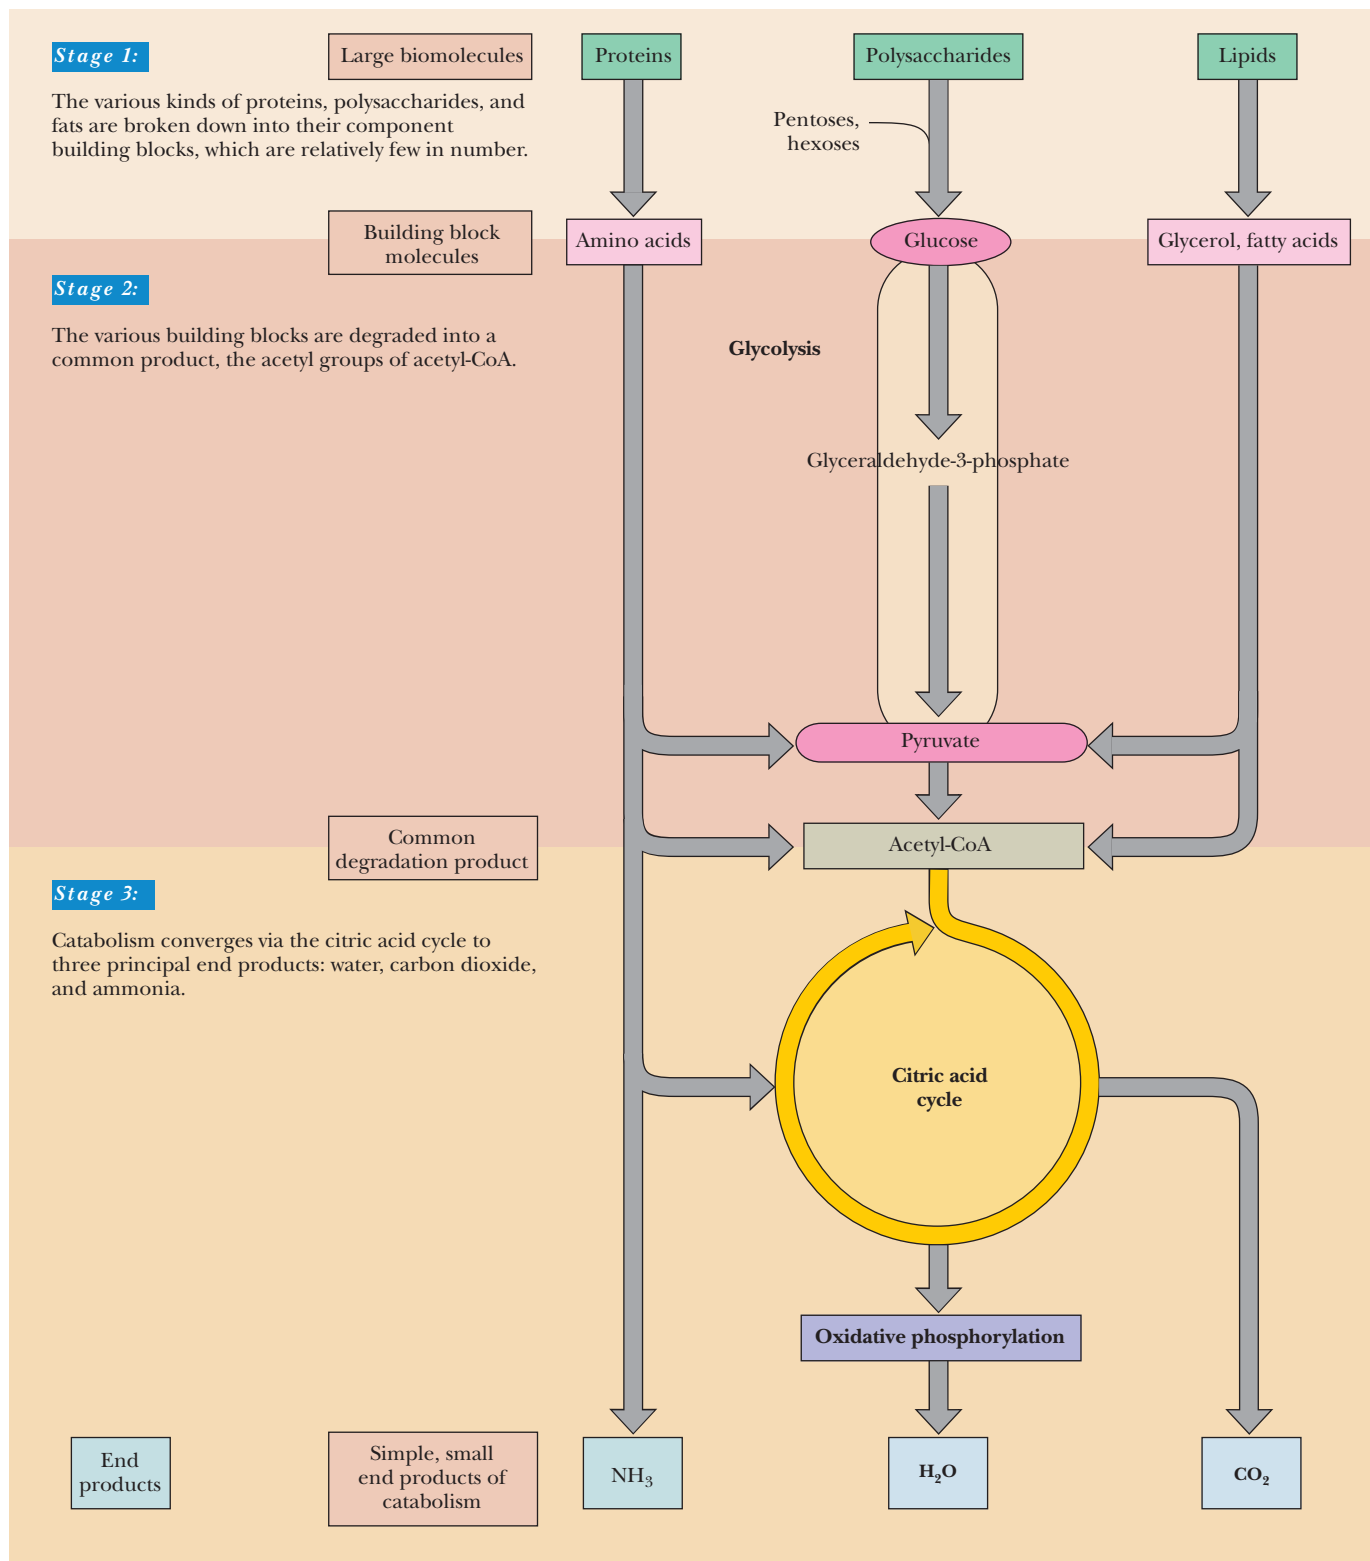 Stage 1:
Large biomolecules
Proteins
Polysaccharides
Lipids
The various kinds of proteins, polysaccharides, and
fats are broken down into their component
building blocks, which are relatively few in number.
Pentoses,
hexoses
Building block
molecules
Amino acids
Glucose
Glycerol, fatty acids
Stage 2:
The various building blocks are degraded into a
common product, the acetyl groups of acetyl-CoA.
Glycolysis
Glyceraldehyde-3-phosphate
Pyruvate
Common
degradation product
Acetyl-CoA
Stage 3:
Catabolism converges via the citric acid cycle to
three principal end products: water, carbon dioxide,
and ammonia.
Citric acid
cycle
Oxidative phosphorylation
End
products
Simple, small
end products of
catabolism
NH₃
H₂O
CO₂